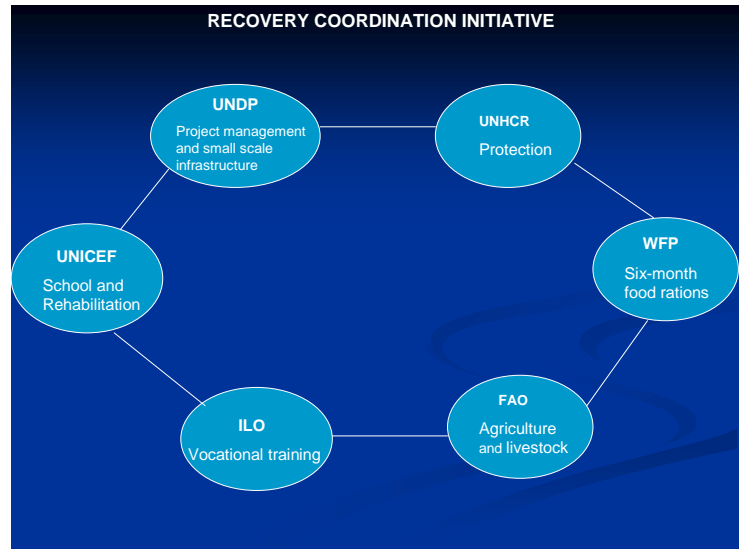 RECOVERY COORDINATION INITIATIVE
UNDP
Project management
and small scale
infrastructure
UNHCR
Protection
UNICEF
School and
Rehabilitation
WFP
Six-month
food rations
ILO
Vocational training
FAO
Agriculture
and livestock